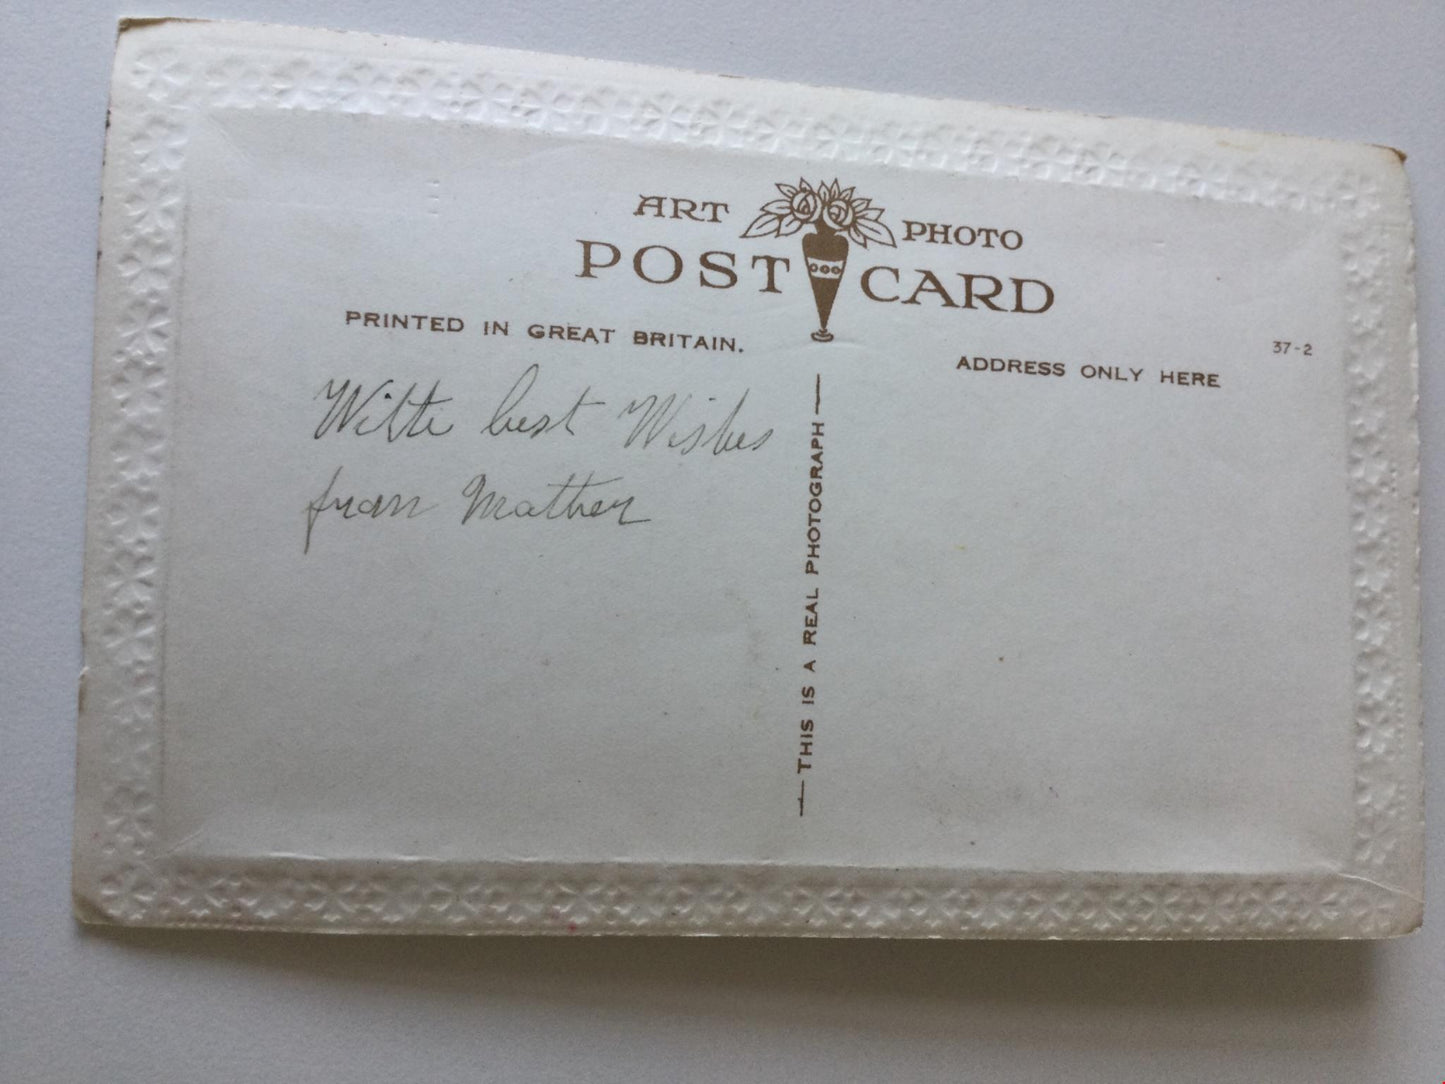 ART PHOTO
POST CARD
PRINTED IN GREAT BRITAIN.
ADDRESS ONLY HERE
37-2
With best Wishes
from Mother
THIS IS A REAL PHOTOGRAPH